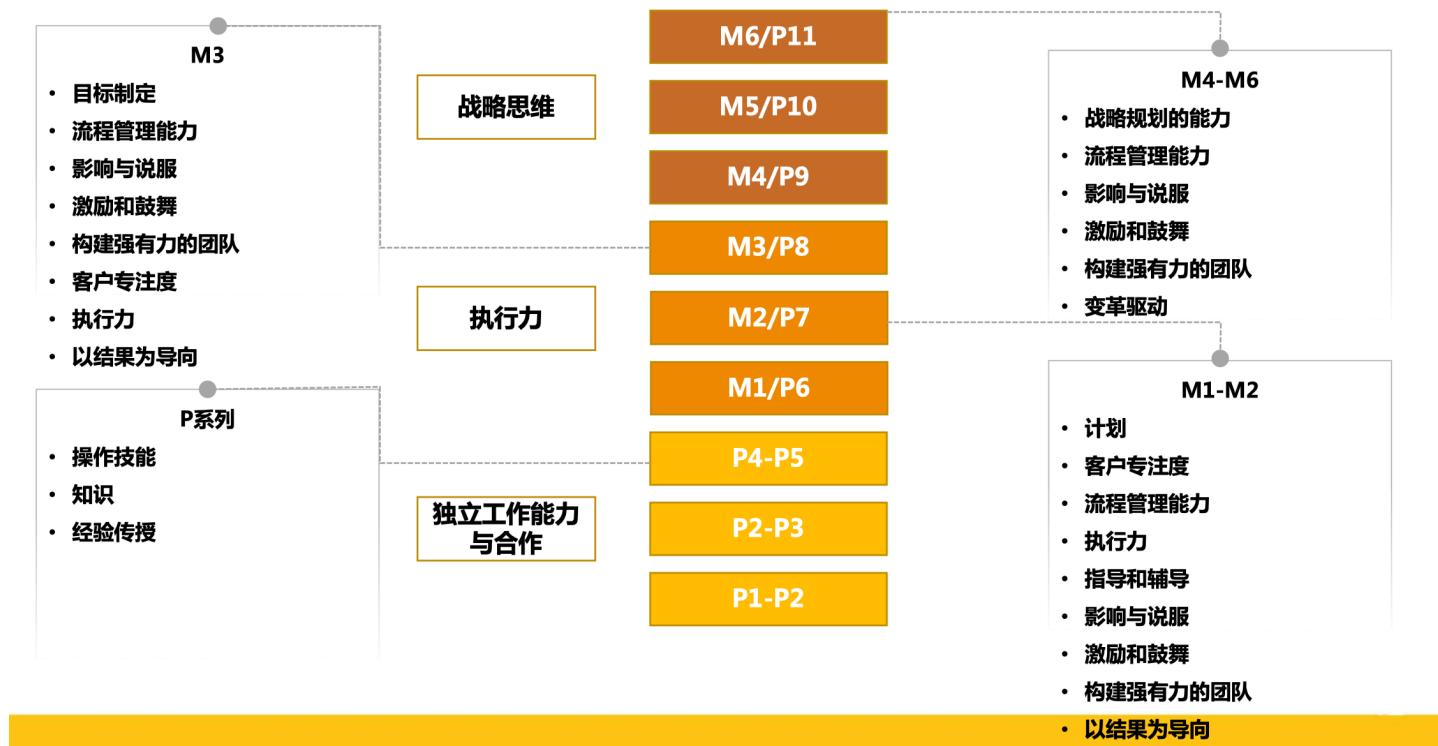 M3
• 目标制定
• 流程管理能力
• 影响与说服
• 激励和鼓舞
• 构建强有力的团队
• 客户专注度
• 执行力
• 以结果为导向
P系列
• 操作技能
• 知识
• 经验传授
战略思维
执行力
独立工作能力
与合作
M6/P11
M5/P10
M4/P9
M3/P8
M2/P7
M1/P6
P4-P5
P2-P3
P1-P2
M4-M6
• 战略规划的能力
• 流程管理能力
• 影响与说服
• 激励和鼓舞
• 构建强有力的团队
• 变革驱动
M1-M2
• 计划
• 客户专注度
• 流程管理能力
• 执行力
• 指导和辅导
• 影响与说服
• 激励和鼓舞
• 构建强有力的团队
• 以结果为导向